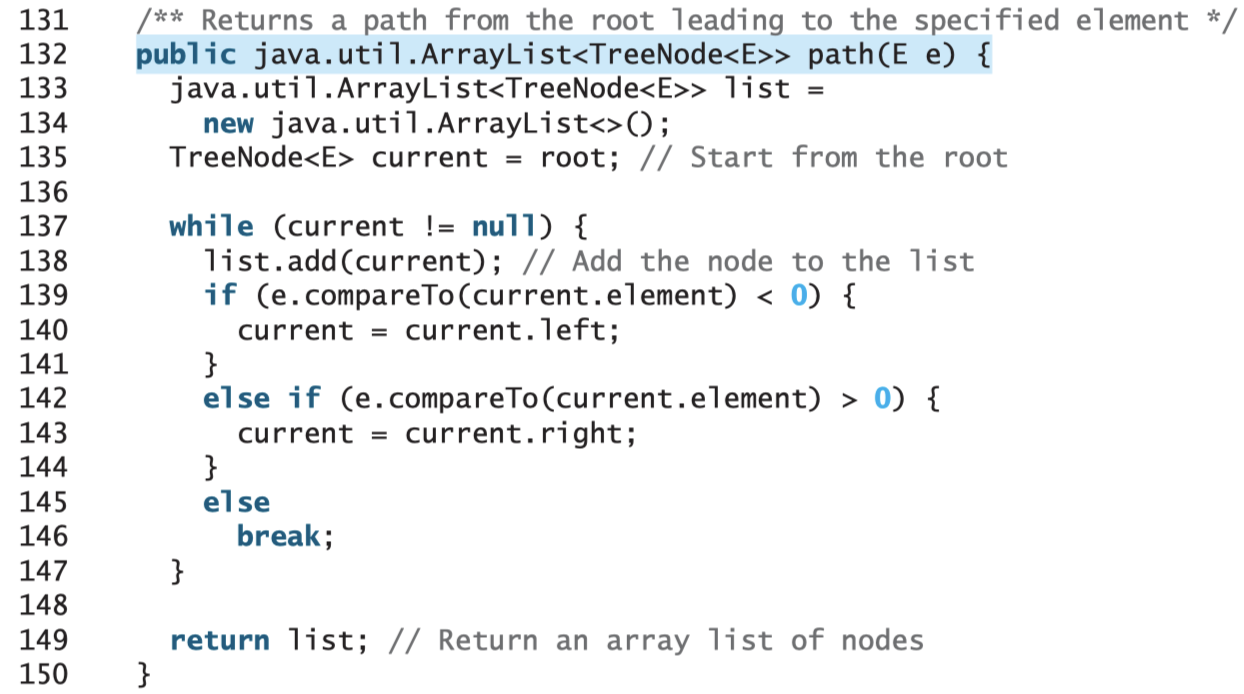 131 /** Returns a path from the root leading to the specified element */
132 public java.util.ArrayList<TreeNode<E>> path(E e) {
133 java.util.ArrayList<TreeNode<E>> list =
134 new java.util.ArrayList<>();
135 TreeNode<E> current = root; // Start from the root
136
137 while (current != null) {
138 list.add(current); // Add the node to the list
139 if (e.compareTo(current.element) < 0) {
140 current = current.left;
141 }
142 else if (e.compareTo(current.element) > 0) {
143 current = current.right;
144 }
145 else
146 break;
147 }
148
149 return list; // Return an array list of nodes
150 }